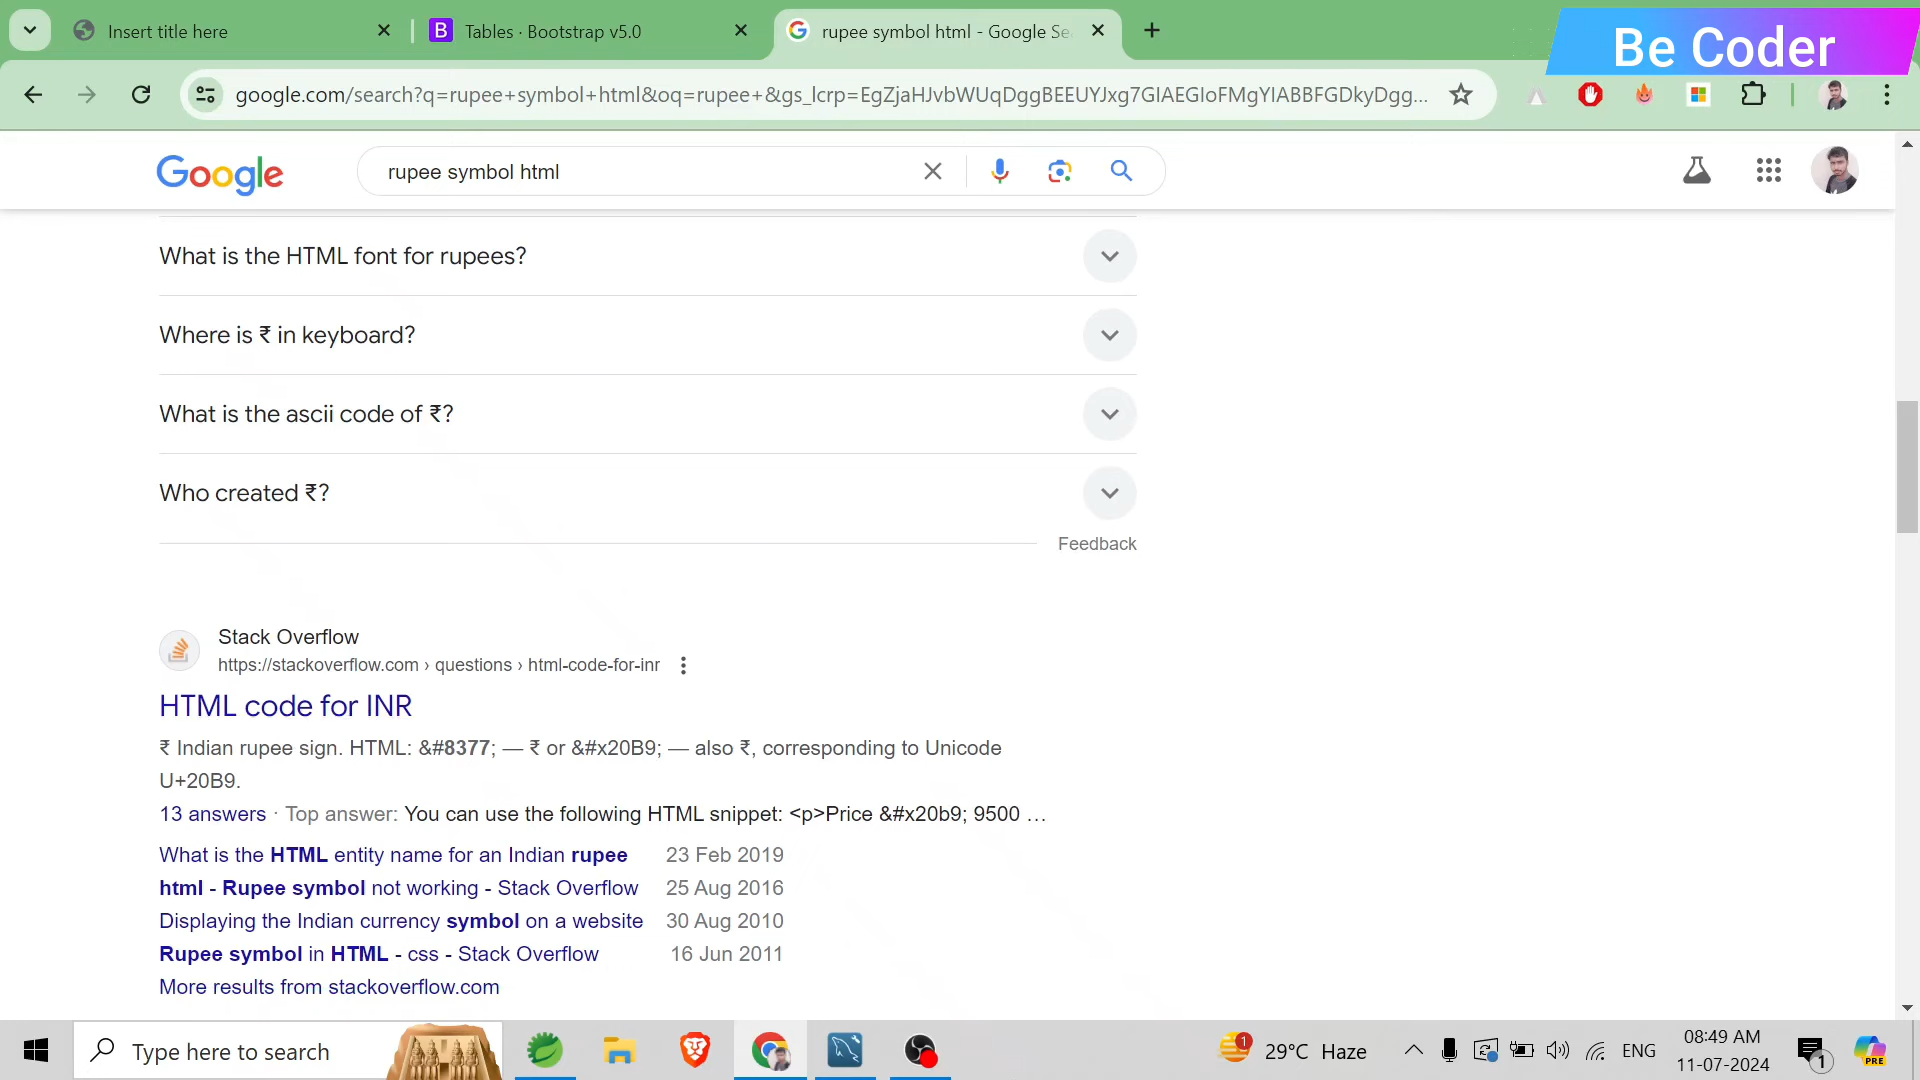 Insert title here
Tables · Bootstrap v5.0
rupee symbol html - Google Se
Be Coder
google.com/search?q=rupee+symbol+html&oq=rupee+&gs_lcrp=EgZjaHJvbWUqDggBEEUYJxg7GIAEGIoFMgYIABBFGDkyDgg...
Google
rupee symbol html
What is the HTML font for rupees?
Where is ₹ in keyboard?
What is the ascii code of ₹?
Who created ₹?
Feedback
Stack Overflow
https://stackoverflow.com › questions › html-code-for-inr
HTML code for INR
₹ Indian rupee sign. HTML: &#8377; — ₹ or &#x20B9; — also ₹, corresponding to Unicode
U+20B9.
13 answers · Top answer: You can use the following HTML snippet: <p>Price &#x20b9; 9500 …
What is the HTML entity name for an Indian rupee 23 Feb 2019
html - Rupee symbol not working - Stack Overflow 25 Aug 2016
Displaying the Indian currency symbol on a website 30 Aug 2010
Rupee symbol in HTML - css - Stack Overflow 16 Jun 2011
More results from stackoverflow.com
Type here to search
1
29°C Haze
ENG
08:49 AM
11-07-2024
1
PRE